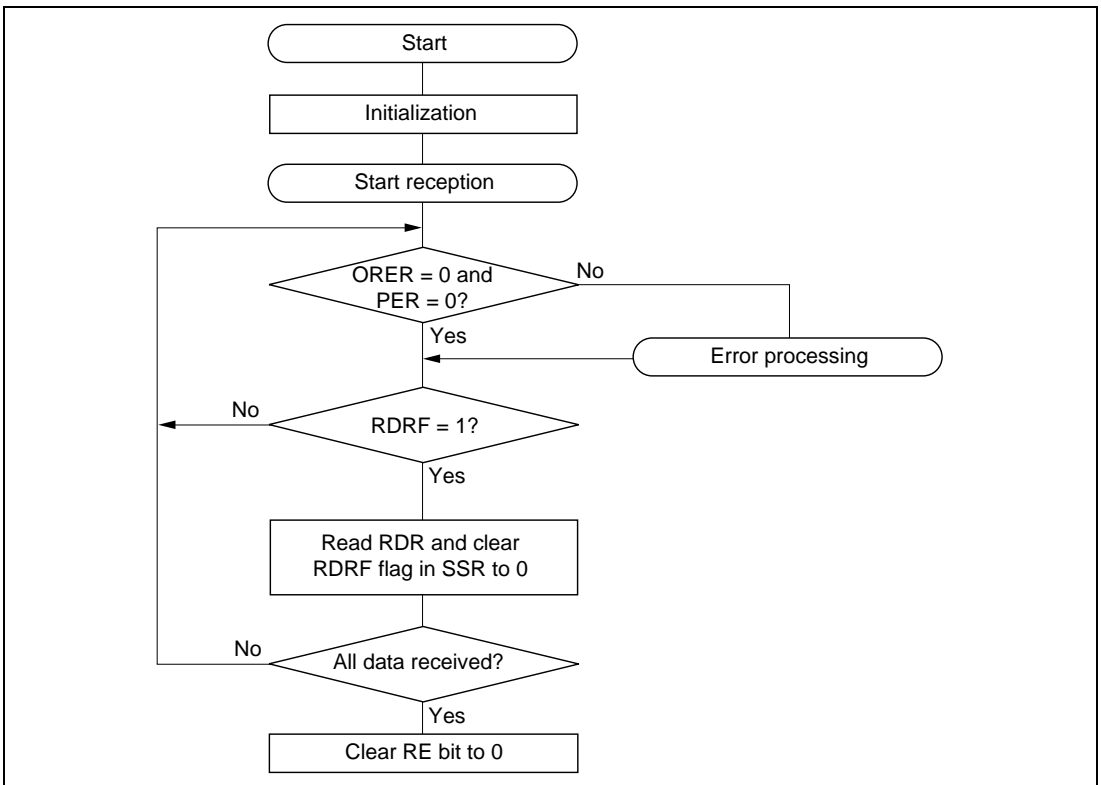 Start
Initialization
Start reception
ORER = 0 and
PER = 0?
No
Yes
Error processing
No
RDRF = 1?
Yes
Read RDR and clear
RDRF flag in SSR to 0
No
All data received?
Yes
Clear RE bit to 0